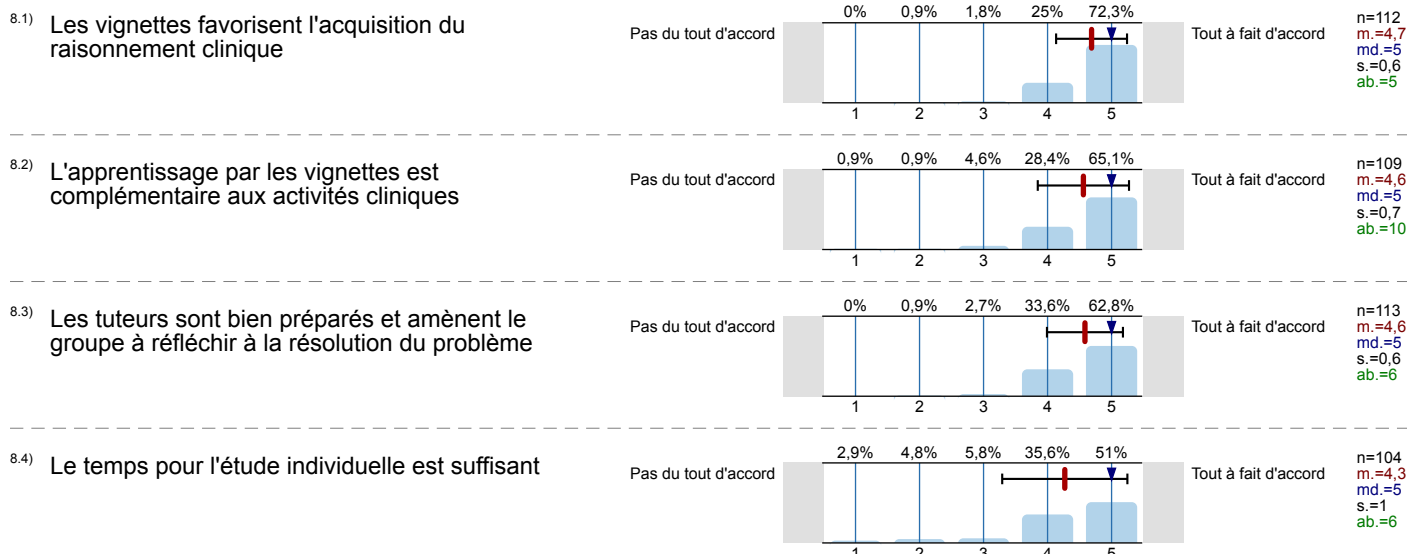 8.1) Les vignettes favorisent l'acquisition du
raisonnement clinique
Pas du tout d'accord
0% 0,9% 1,8% 25% 72,3%
1 2 3 4 5
Tout à fait d'accord
n=112
m.=4,7
md.=5
s.=0,6
ab.=5
8.2) L'apprentissage par les vignettes est
complémentaire aux activités cliniques
Pas du tout d'accord
0,9% 0,9% 4,6% 28,4% 65,1%
1 2 3 4 5
Tout à fait d'accord
n=109
m.=4,6
md.=5
s.=0,7
ab.=10
8.3) Les tuteurs sont bien préparés et amènent le
groupe à réfléchir à la résolution du problème
Pas du tout d'accord
0% 0,9% 2,7% 33,6% 62,8%
1 2 3 4 5
Tout à fait d'accord
n=113
m.=4,6
md.=5
s.=0,6
ab.=6
8.4) Le temps pour l'étude individuelle est suffisant
Pas du tout d'accord
2,9% 4,8% 5,8% 35,6% 51%
1 2 3 4 5
Tout à fait d'accord
n=104
m.=4,3
md.=5
s.=1
ab.=6